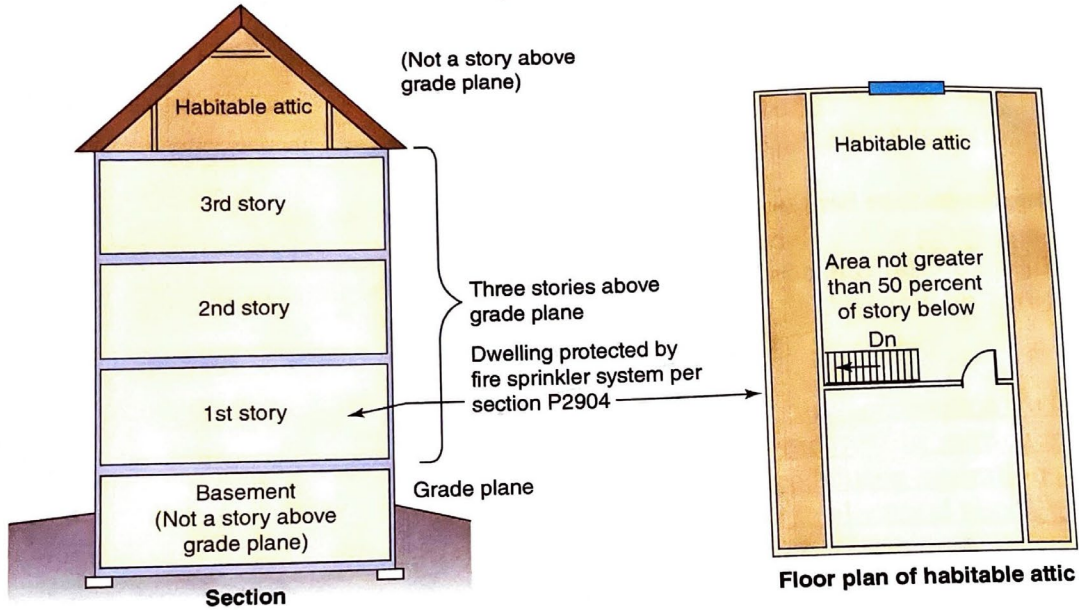 (Not a story above
grade plane)
Habitable attic
3rd story
2nd story
1st story
Three stories above
grade plane
Dwelling protected by
fire sprinkler system per
section P2904
Basement
(Not a story above
grade plane)
Grade plane
Section
Habitable attic
Area not greater
than 50 percent
of story below
Dn
Floor plan of habitable attic